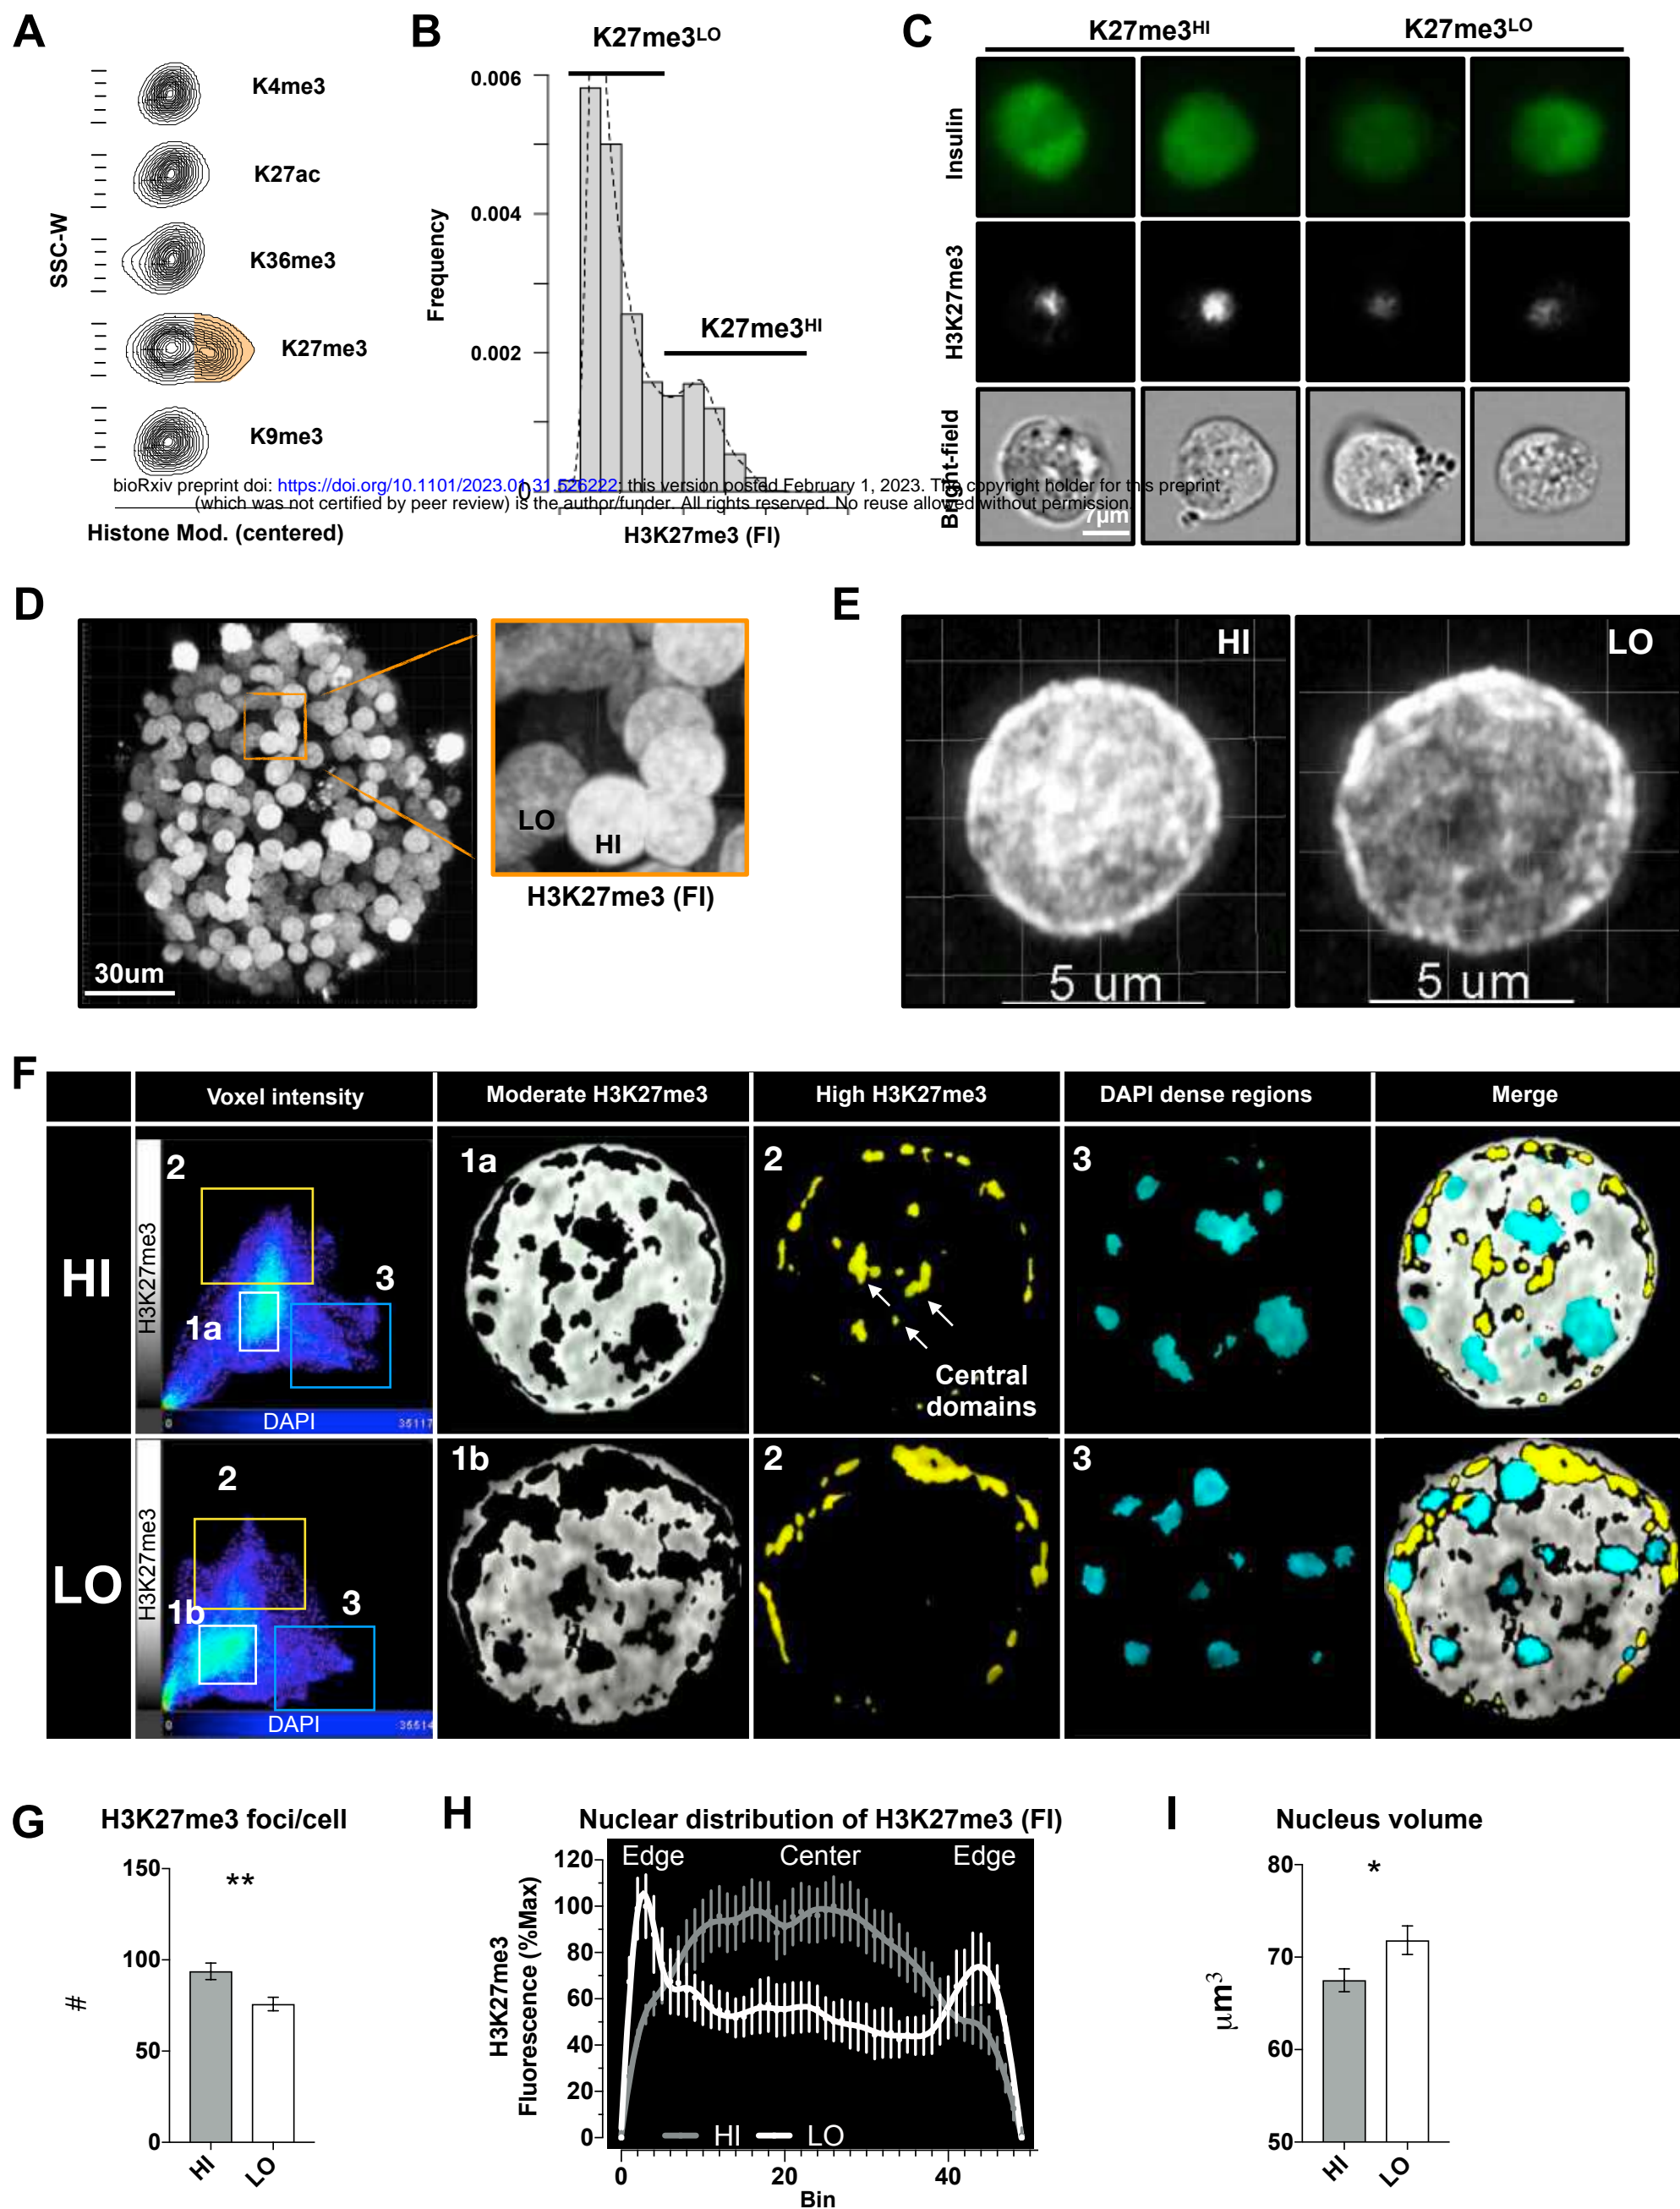 A
K4me3
K27ac
K36me3
K27me3
K9me3
SSC-W
Histone Mod. (centered)
B
K27me3LO
0.006
0.004
0.002
0
Frequency
K27me3HI
H3K27me3 (FI)
C
K27me3HI
K27me3LO
Insulin
H3K27me3
Bright-field
7µm
bioRxiv preprint doi: https://doi.org/10.1101/2023.01.31.526222; this version posted February 1, 2023. The copyright holder for this preprint
(which was not certified by peer review) is the author/funder. All rights reserved. No reuse allowed without permission.
D
30um
LO
HI
H3K27me3 (FI)
E
HI
5 um
LO
5 um
F
Voxel intensity
Moderate H3K27me3
High H3K27me3
DAPI dense regions
Merge
HI
2
3
1a
H3K27me3
0
DAPI
35117
1a
2
Central
domains
3
LO
2
3
1b
H3K27me3
0
DAPI
35514
1b
2
3
G
H3K27me3 foci/cell
150
100
50
0
#
**
HI
LO
H
Nuclear distribution of H3K27me3 (FI)
Edge
Center
Edge
120
100
80
60
40
20
0
H3K27me3
Fluorescence (%Max)
HI
LO
0
20
40
Bin
I
Nucleus volume
80
70
60
50
µm3
*
HI
LO